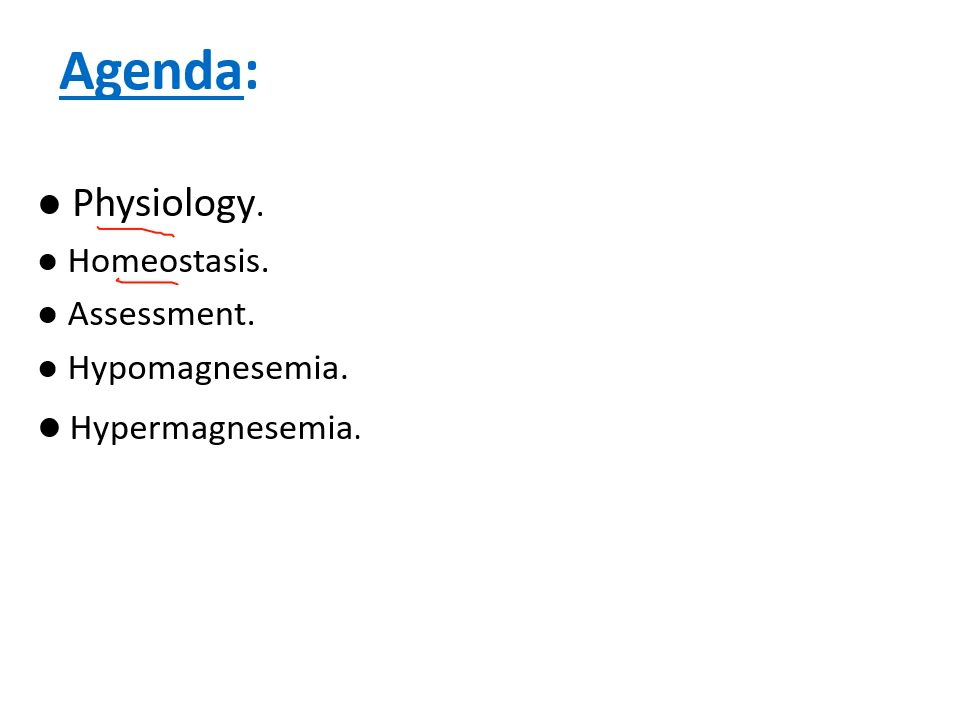 Agenda:
● Physiology.
● Homeostasis.
● Assessment.
● Hypomagnesemia.
● Hypermagnesemia.